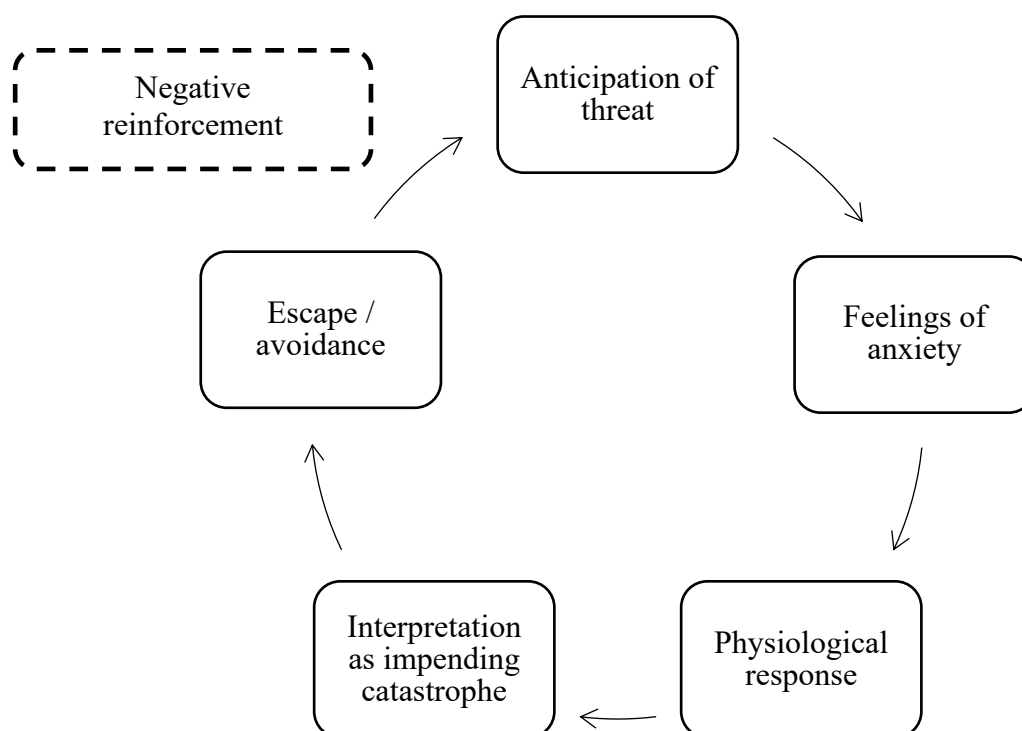 Negative
reinforcement
Anticipation of
threat
Feelings of
anxiety
Physiological
response
Interpretation
as impending
catastrophe
Escape /
avoidance